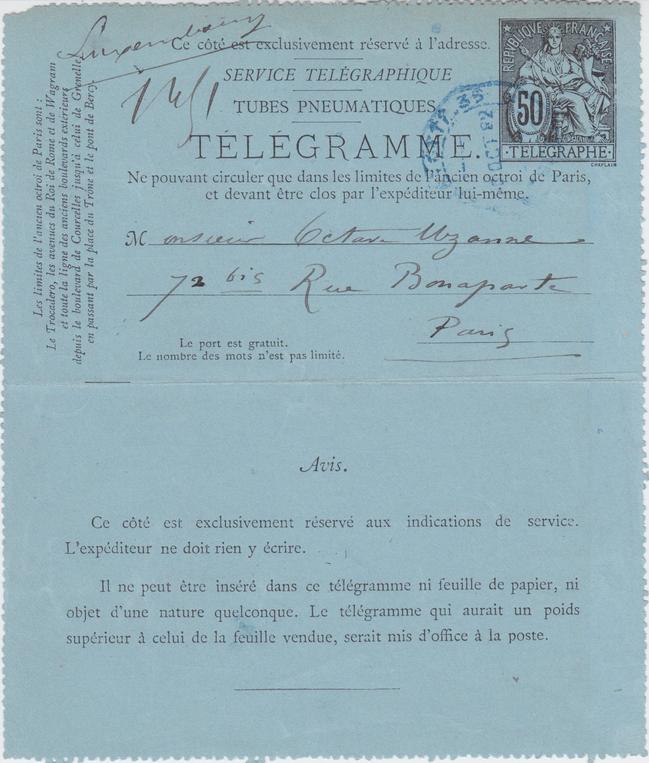 Luxembourg
Ce côté est exclusivement réservé à l'adresse.
SERVICE TÉLÉGRAPHIQUE
TUBES PNEUMATIQUES
TÉLÉGRAMME.
Ne pouvant circuler que dans les limites de l'ancien octroi de Paris,
et devant être clos par l'expéditeur lui-même.
RÉPUBLIQUE FRANÇAISE
50
TÉLÉGRAPHE
CHAPLAIN
Les limites de l'ancien octroi de Paris sont :
Le Trocadero, les avenues du Roi de Rome et de Wagram
et toute la ligne des anciens boulevards extérieurs
depuis le boulevard de Courcelles jusqu'à celui de Grenelle,
en passant par la place du Trône et le pont de Bercy.
Monsieur Octave Uzanne
72 bis Rue Bonaparte
Paris
Le port est gratuit.
Le nombre des mots n'est pas limité.
Avis.
Ce côté est exclusivement réservé aux indications de service.
L'expéditeur ne doit rien y écrire.
Il ne peut être inséré dans ce télégramme ni feuille de papier, ni
objet d'une nature quelconque. Le télégramme qui aurait un poids
supérieur à celui de la feuille vendue, serait mis d'office à la poste.